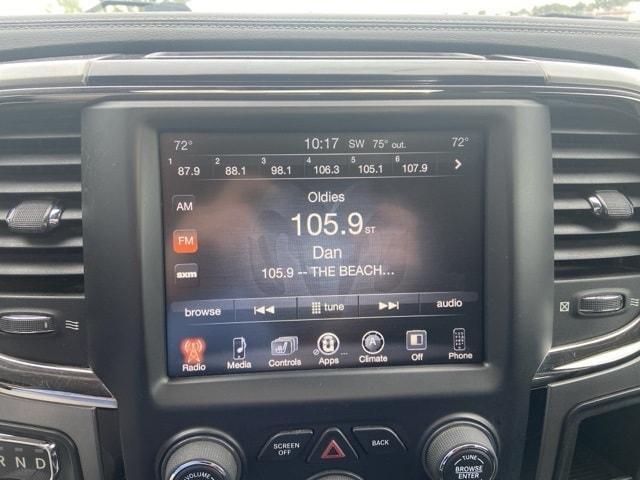 72° 10:17 SW 75° out. 72°
1 87.9 2 88.1 3 98.1 4 106.3 5 105.1 6 107.9
Oldies
AM
105.9 ST
FM
Dan
sxm
105.9 -- THE BEACH...
browse tune audio
Radio Media Controls Apps Climate Off Phone
SCREEN OFF
BACK
TUNE
BROWSE
ENTER
R N D